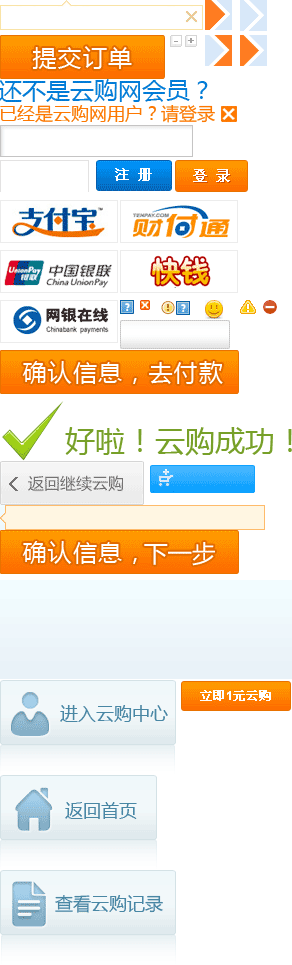 提交订单
还不是云购网会员？
已经是云购网用户？请登录
注 册
登 录
支付宝™
TENPAY.COM
财付通
UnionPay
银联
中国银联
China UnionPay
快钱
网银在线
Chinabank payments
确认信息，去付款
好啦！云购成功！
返回继续云购
确认信息，下一步
进入云购中心
立即1元云购
返回首页
查看云购记录